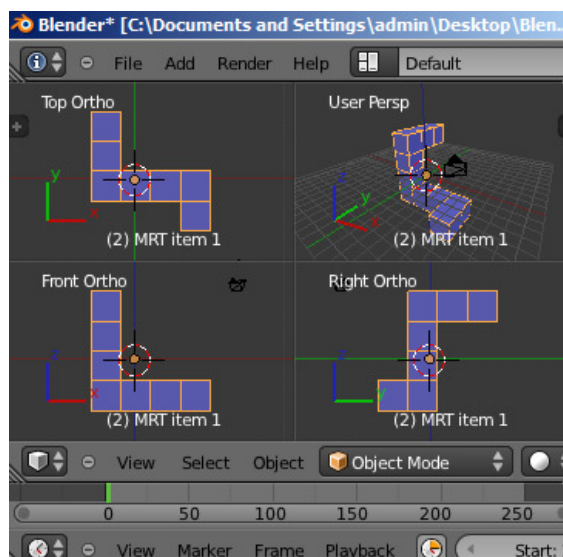 Blender* [C:\Documents and Settings\admin\Desktop\Blen...
File Add Render Help Default
Top Ortho
User Persp
y
x
z
y
x
(2) MRT item 1
(2) MRT item 1
Front Ortho
Right Ortho
z
x
z
y
(2) MRT item 1
(2) MRT item 1
View Select Object Object Mode
0 50 100 150 200 250
View Marker Frame Playback Start: